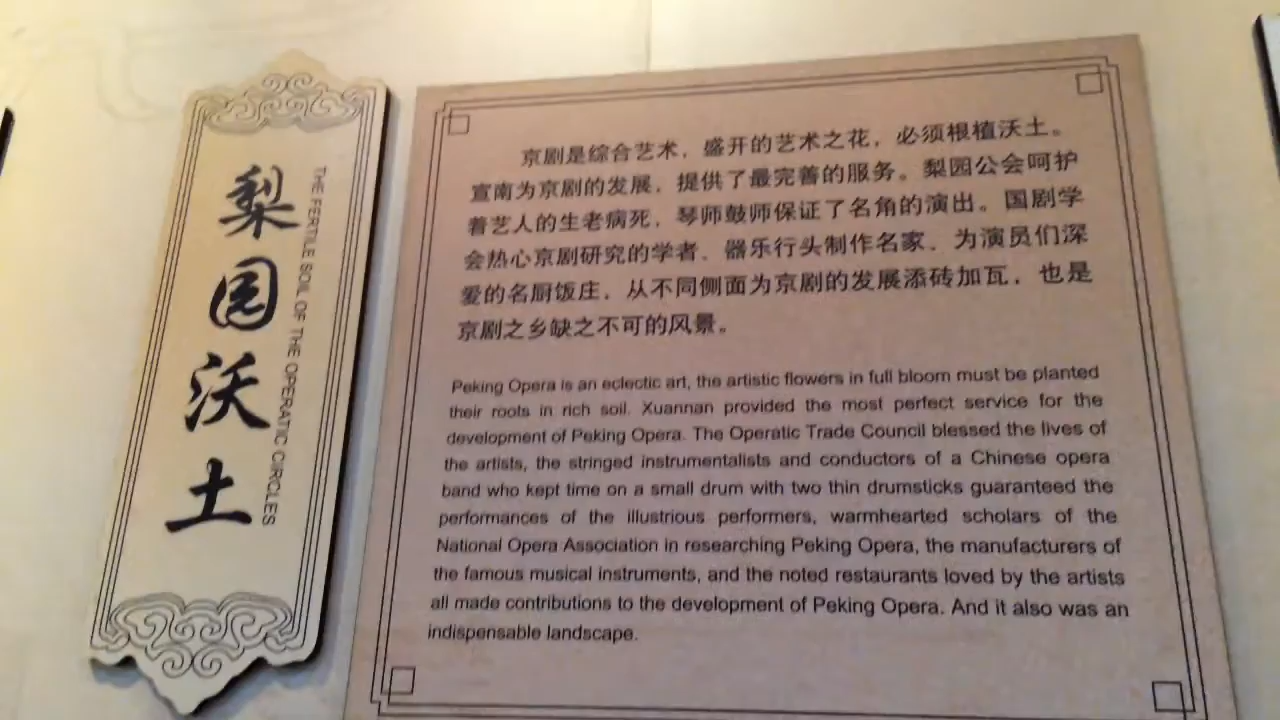 梨园沃土
THE FERTILE SOIL OF THE OPERATIC CIRCLES
京剧是综合艺术，盛开的艺术之花，必须根植沃土。
宣南为京剧的发展，提供了最完善的服务。梨园公会呵护
着艺人的生老病死，琴师鼓师保证了名角的演出。国剧学
会热心京剧研究的学者、器乐行头制作名家、为演员们深
爱的名厨饭庄，从不同侧面为京剧的发展添砖加瓦，也是
京剧之乡缺之不可的风景。
Peking Opera is an eclectic art, the artistic flowers in full bloom must be planted
their roots in rich soil. Xuannan provided the most perfect service for the
development of Peking Opera. The Operatic Trade Council blessed the lives of
the artists, the stringed instrumentalists and conductors of a Chinese opera
band who kept time on a small drum with two thin drumsticks guaranteed the
performances of the illustrious performers, warmhearted scholars of the
National Opera Association in researching Peking Opera, the manufacturers of
the famous musical instruments, and the noted restaurants loved by the artists
all made contributions to the development of Peking Opera. And it also was an
indispensable landscape.